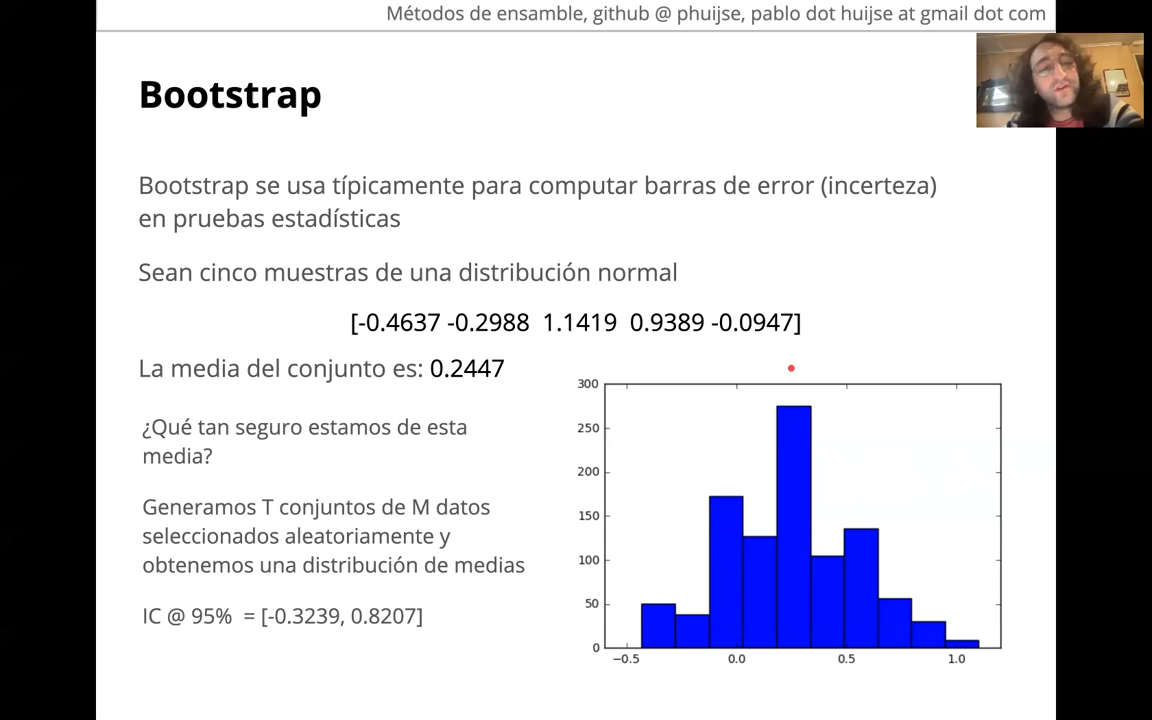 Métodos de ensamble, github @ phuijse, pablo dot huijse at gmail dot com
Bootstrap
Bootstrap se usa típicamente para computar barras de error (incerteza)
en pruebas estadísticas
Sean cinco muestras de una distribución normal
[-0.4637 -0.2988  1.1419  0.9389 -0.0947]
La media del conjunto es: 0.2447
¿Qué tan seguro estamos de esta
media?
Generamos T conjuntos de M datos
seleccionados aleatoriamente y
obtenemos una distribución de medias
IC @ 95%  = [-0.3239, 0.8207]
300
250
200
150
100
50
0
−0.5 0.0 0.5 1.0